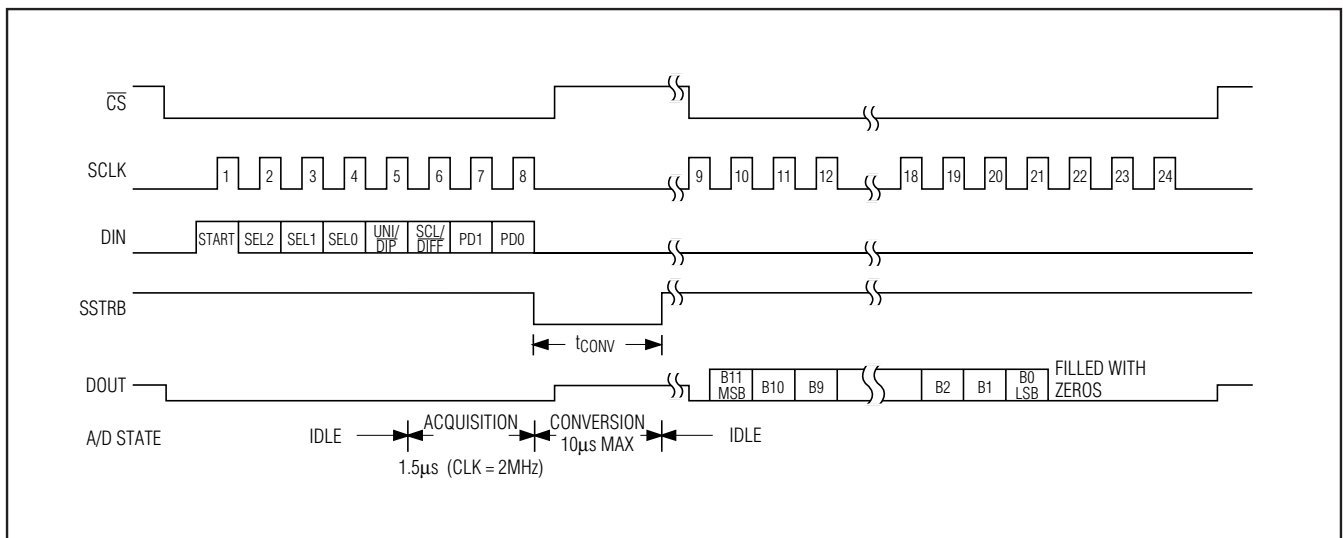 CS
SCLK 1 2 3 4 5 6 7 8 9 10 11 12 18 19 20 21 22 23 24
DIN START SEL2 SEL1 SEL0 UNI/DIP SCL/DIFF PD1 PD0
SSTRB
tCONV
DOUT B11 MSB B10 B9 B2 B1 B0 LSB FILLED WITH ZEROS
A/D STATE IDLE ACQUISITION CONVERSION 10µs MAX IDLE
1.5µs (CLK = 2MHz)